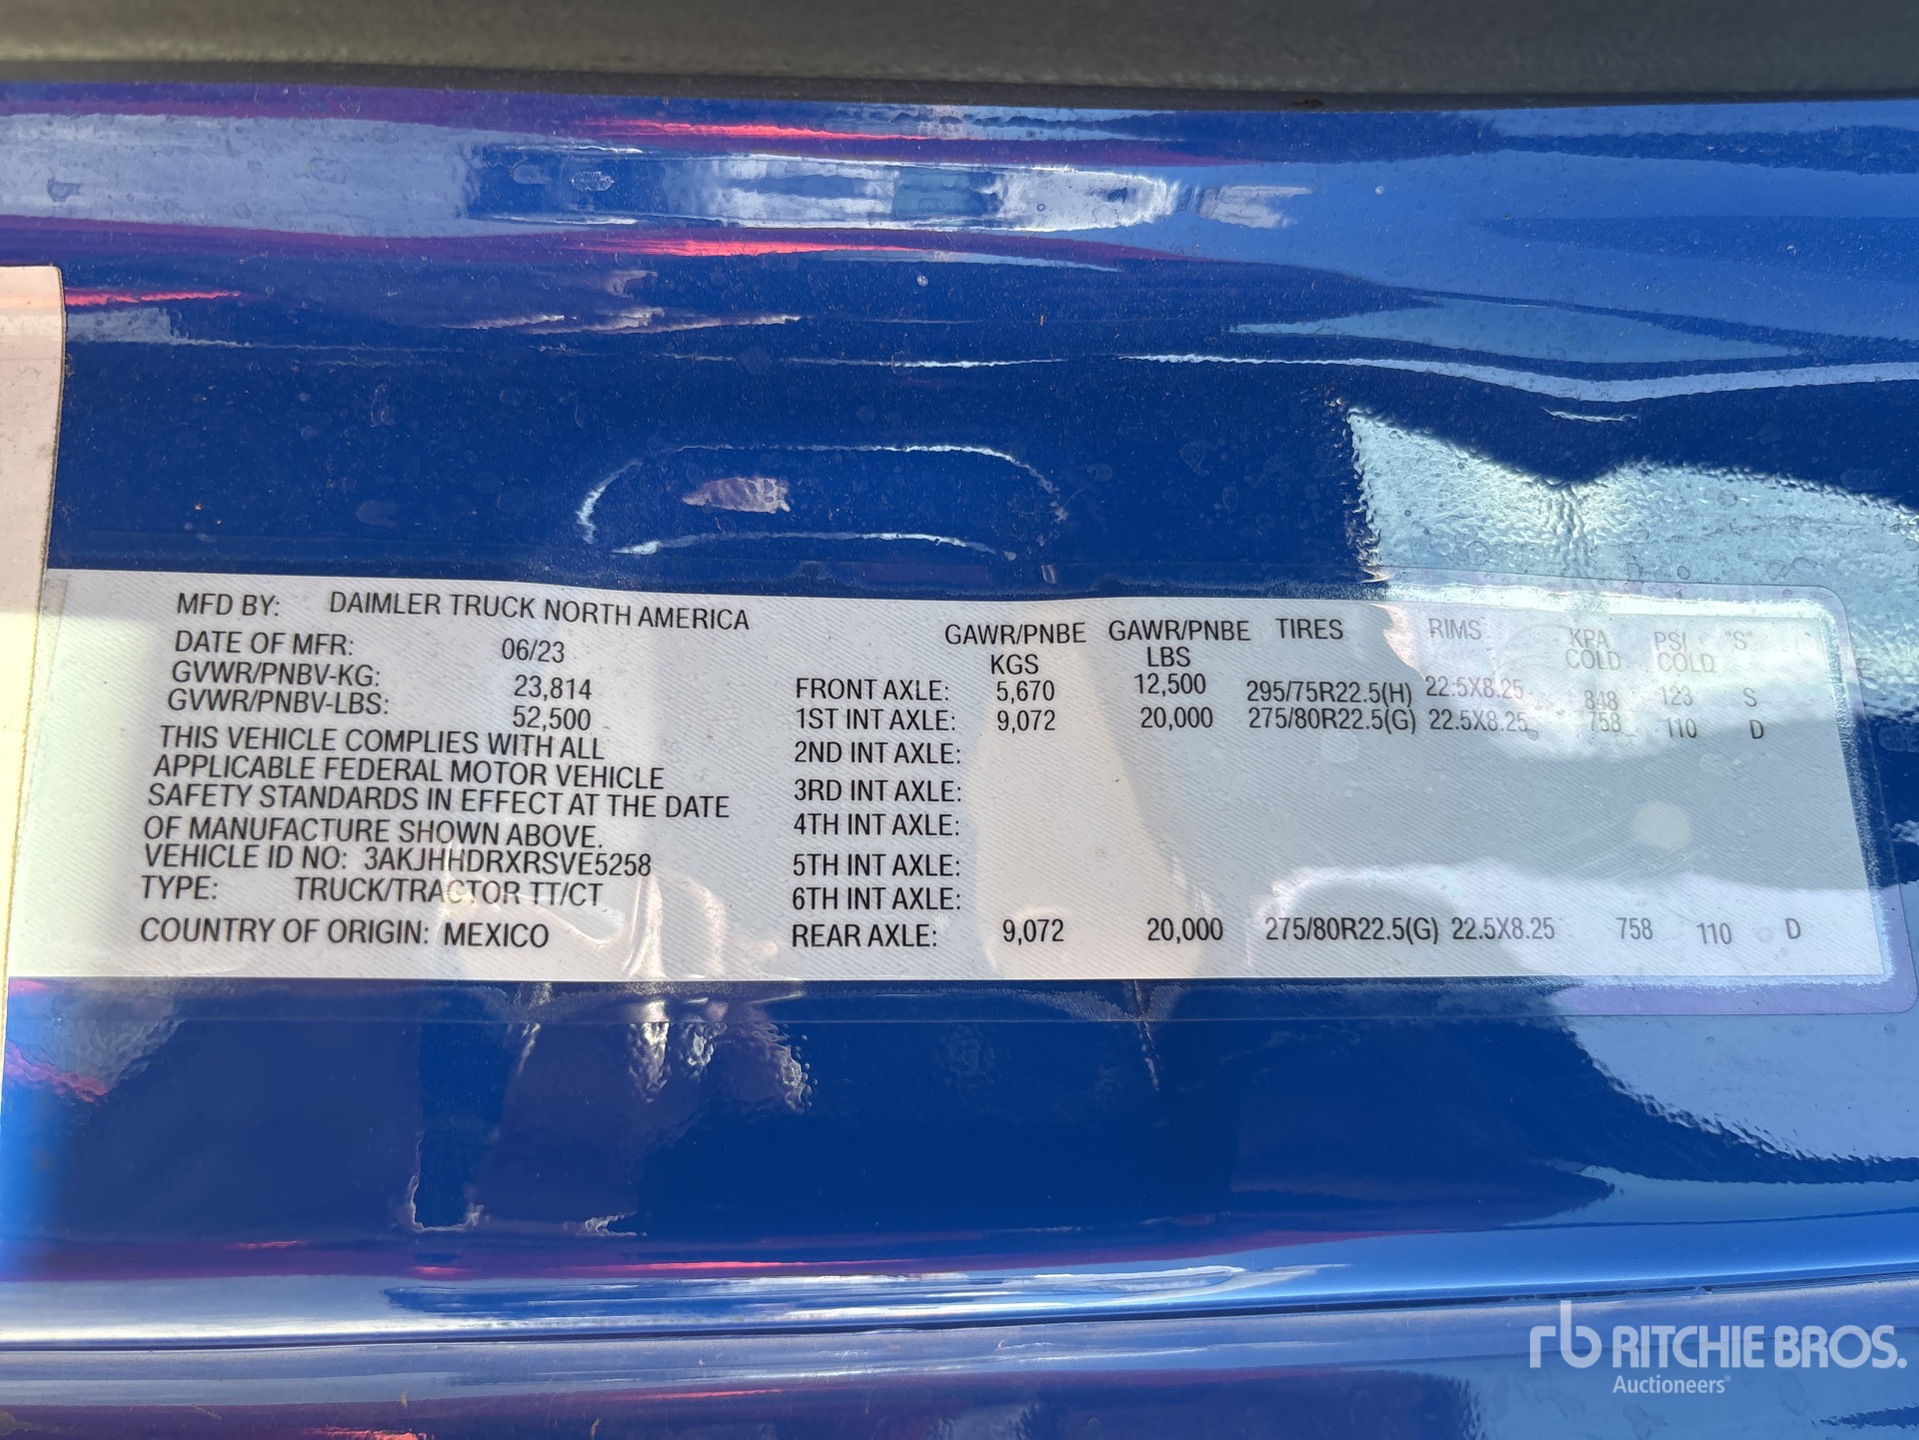 MFD BY: DAIMLER TRUCK NORTH AMERICA
DATE OF MFR: 06/23
GVWR/PNBV-KG: 23,814
GVWR/PNBV-LBS: 52,500
THIS VEHICLE COMPLIES WITH ALL
APPLICABLE FEDERAL MOTOR VEHICLE
SAFETY STANDARDS IN EFFECT AT THE DATE
OF MANUFACTURE SHOWN ABOVE.
VEHICLE ID NO: 3AKJHHDRXRSVE5258
TYPE: TRUCK/TRACTOR TT/CT
COUNTRY OF ORIGIN: MEXICO
GAWR/PNBE GAWR/PNBE TIRES RIMS KPA PSI "S"
KGS LBS COLD COLD
FRONT AXLE: 5,670 12,500 295/75R22.5(H) 22.5X8.25 848 123 S
1ST INT AXLE: 9,072 20,000 275/80R22.5(G) 22.5X8.25 758 110 D
2ND INT AXLE:
3RD INT AXLE:
4TH INT AXLE:
5TH INT AXLE:
6TH INT AXLE:
REAR AXLE: 9,072 20,000 275/80R22.5(G) 22.5X8.25 758 110 D
rb RITCHIE BROS.
Auctioneers